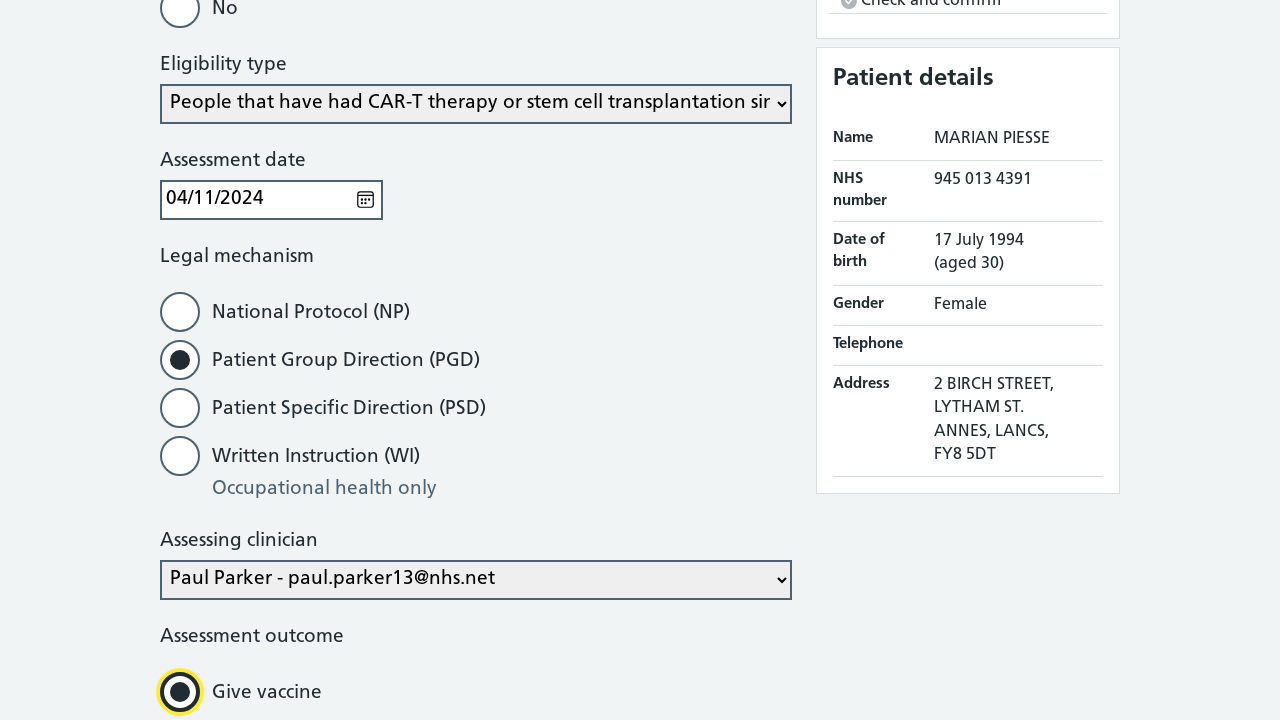 No
Eligibility type
People that have had CAR-T therapy or stem cell transplantation sin
Assessment date
04/11/2024
Legal mechanism
National Protocol (NP)
Patient Group Direction (PGD)
Patient Specific Direction (PSD)
Written Instruction (WI)
Occupational health only
Assessing clinician
Paul Parker - paul.parker13@nhs.net
Assessment outcome
Give vaccine
Check and confirm
Patient details
Name MARIAN PIESSE
NHS number 945 013 4391
Date of birth 17 July 1994
(aged 30)
Gender Female
Telephone
Address 2 BIRCH STREET,
LYTHAM ST.
ANNES, LANCS,
FY8 5DT